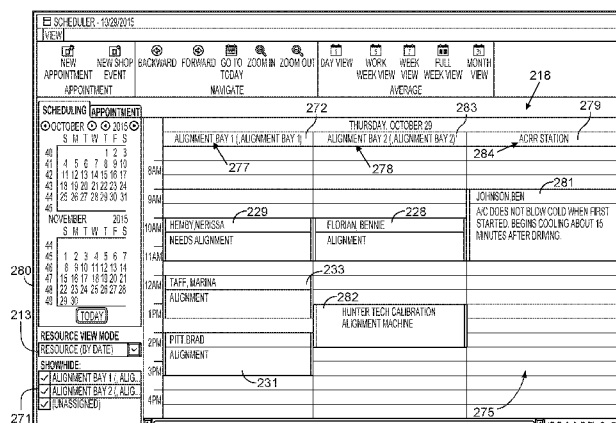 SCHEDULER - 10/29/2015
VIEW
NEW APPOINTMENT
NEW SHOP EVENT
BACKWARD
FORWARD
GO TO TODAY
ZOOM IN
ZOOM OUT
DAY VIEW
WORK WEEK VIEW
WEEK VIEW
FULL WEEK VIEW
MONTH VIEW
APPOINTMENT
NAVIGATE
AVERAGE
218
SCHEDULING
APPOINTMENT
272
283
279
OCTOBER 2015
S M T W T F S
40 1 2 3
41 4 5 6 7 8 9 10
42 11 12 13 14 15 16 17
43 18 19 20 21 22 23 24
44 25 26 27 28 29 30 31
45
NOVEMBER 2015
S M T W T F S
44
45 1 2 3 4 5 6 7
46 8 9 10 11 12 13 14
47 15 16 17 18 19 20 21
48 22 23 24 25 26 27 28
49 29 30
TODAY
280
213
RESOURCE VIEW MODE
RESOURCE (BY DATE)
SHOW/HIDE:
ALIGNMENT BAY 1 (, ALIG...
ALIGNMENT BAY 2 (, ALIG...
(UNASSIGNED)
271
THURSDAY, OCTOBER 29
ALIGNMENT BAY 1 (, ALIGNMENT BAY 1)
ALIGNMENT BAY 2 (, ALIGNMENT BAY 2)
ACRR STATION
277
278
284
8AM
9AM
10AM
11AM
12AM
1PM
2PM
3PM
4PM
281
JOHNSON, BEN
A/C DOES NOT BLOW COLD WHEN FIRST
STARTED. BEGINS COOLING ABOUT 15
MINUTES AFTER DRIVING.
229
HEMBY, NERISSA
NEEDS ALIGNMENT
228
FLORIAN, BENNIE
ALIGNMENT
233
TAFF, MARINA
ALIGNMENT
282
HUNTER TECH CALIBRATION
ALIGNMENT MACHINE
PITT, BRAD
ALIGNMENT
231
275